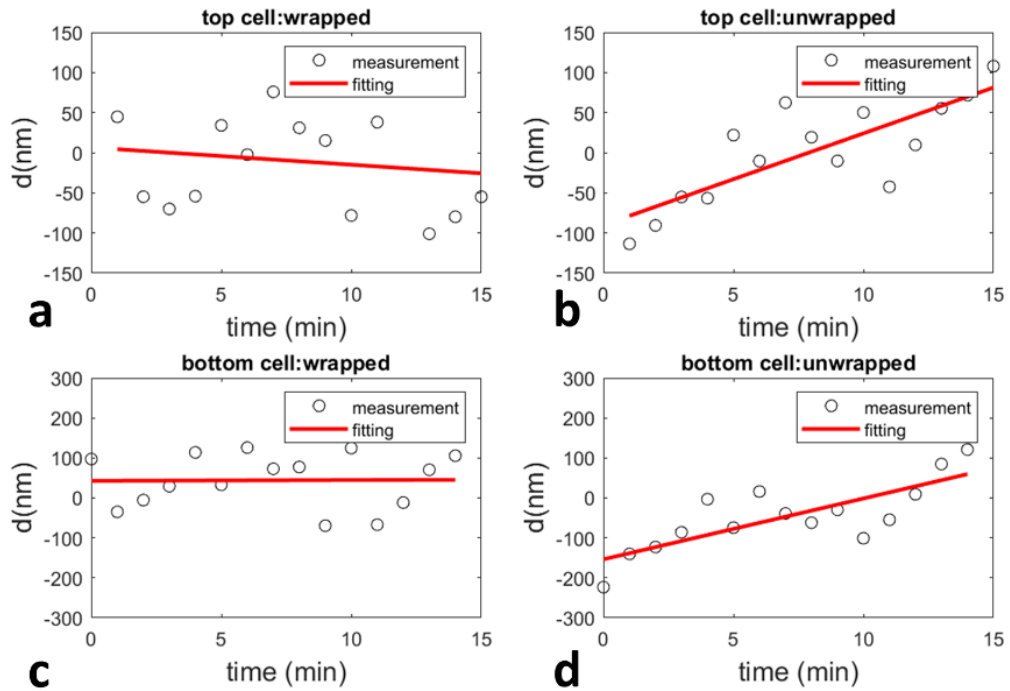 top cell:wrapped
150
100
50
0
-50
-100
-150
d(nm)
measurement
fitting
0
5
10
15
time (min)
a
top cell:unwrapped
150
100
50
0
-50
-100
-150
d(nm)
measurement
fitting
0
5
10
15
time (min)
b
bottom cell:wrapped
300
200
100
0
-100
-200
-300
d(nm)
measurement
fitting
0
5
10
15
time (min)
c
bottom cell:unwrapped
300
200
100
0
-100
-200
-300
d(nm)
measurement
fitting
0
5
10
15
time (min)
d